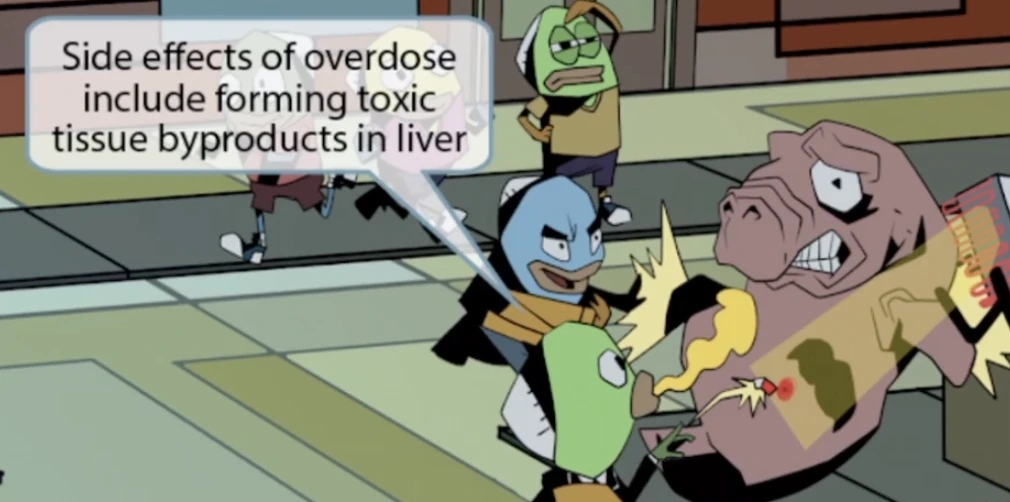 Side effects of overdose
include forming toxic
tissue byproducts in liver